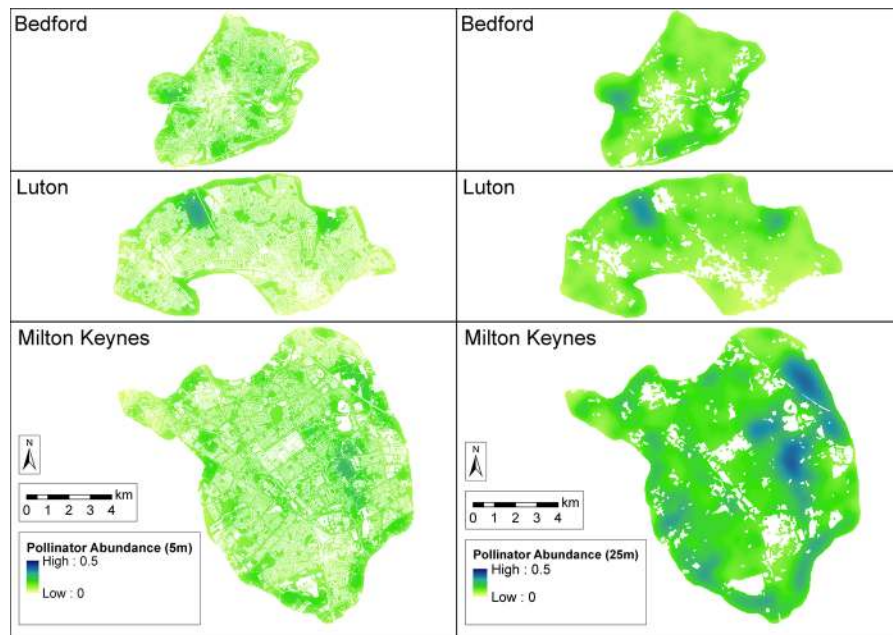 Bedford
Luton
Milton Keynes
N
km
0 1 2 3 4
Pollinator Abundance (5m)
High : 0.5
Low : 0
Bedford
Luton
Milton Keynes
N
km
0 1 2 3 4
Pollinator Abundance (25m)
High : 0.5
Low : 0